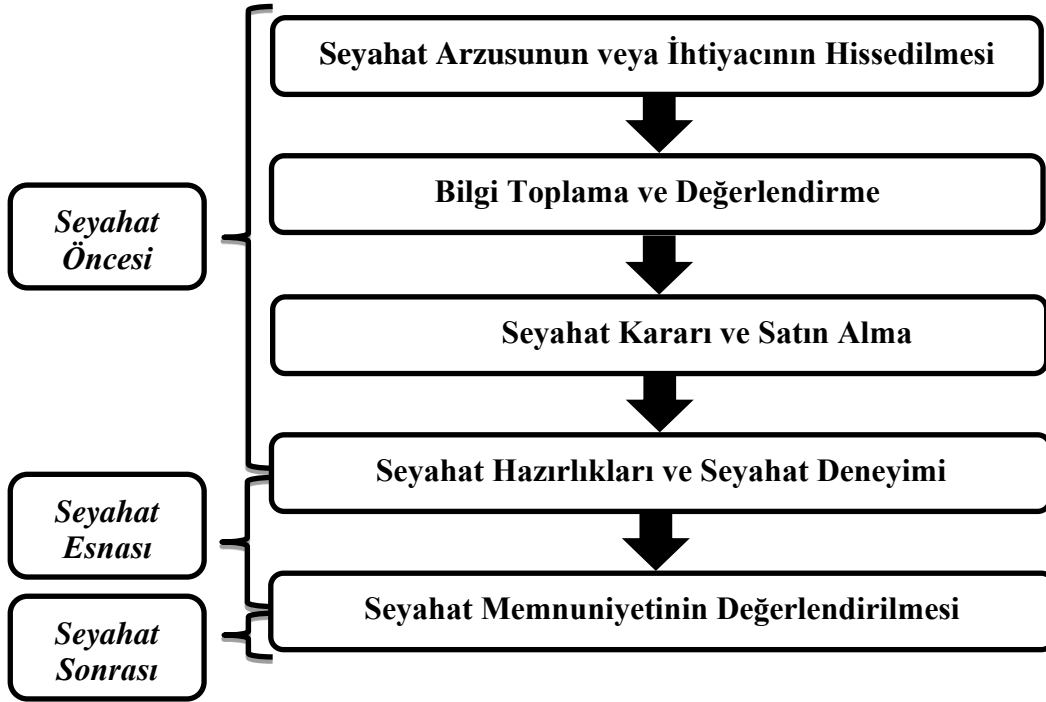 Seyahat Arzusunun veya İhtiyacının Hissedilmesi
Bilgi Toplama ve Değerlendirme
Seyahat
Öncesi
Seyahat Kararı ve Satın Alma
Seyahat Hazırlıkları ve Seyahat Deneyimi
Seyahat
Esnası
Seyahat Memnuniyetinin Değerlendirilmesi
Seyahat
Sonrası